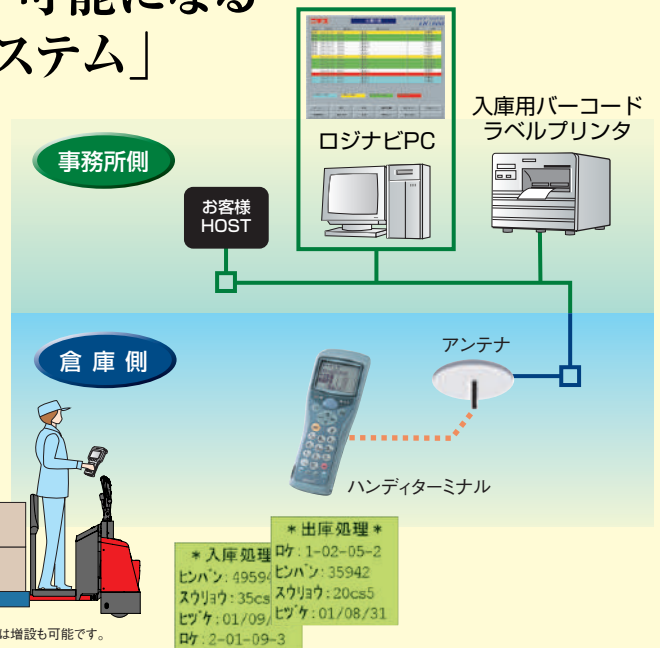 可能になる
ステム」
入庫用バーコード
ラベルプリンタ
ロジナビPC
事務所側
お客様
HOST
倉庫側
アンテナ
ハンディターミナル
*出庫処理*
ロケ:1-02-05-2
ヒンバン:35942
スウリョウ:20cs5
ヒヅケ:01/08/31
*入庫処理
ヒンバン:49594
スウリョウ:35cs
ヒヅケ:01/09/
ロケ:2-01-09-3
は増設も可能です。